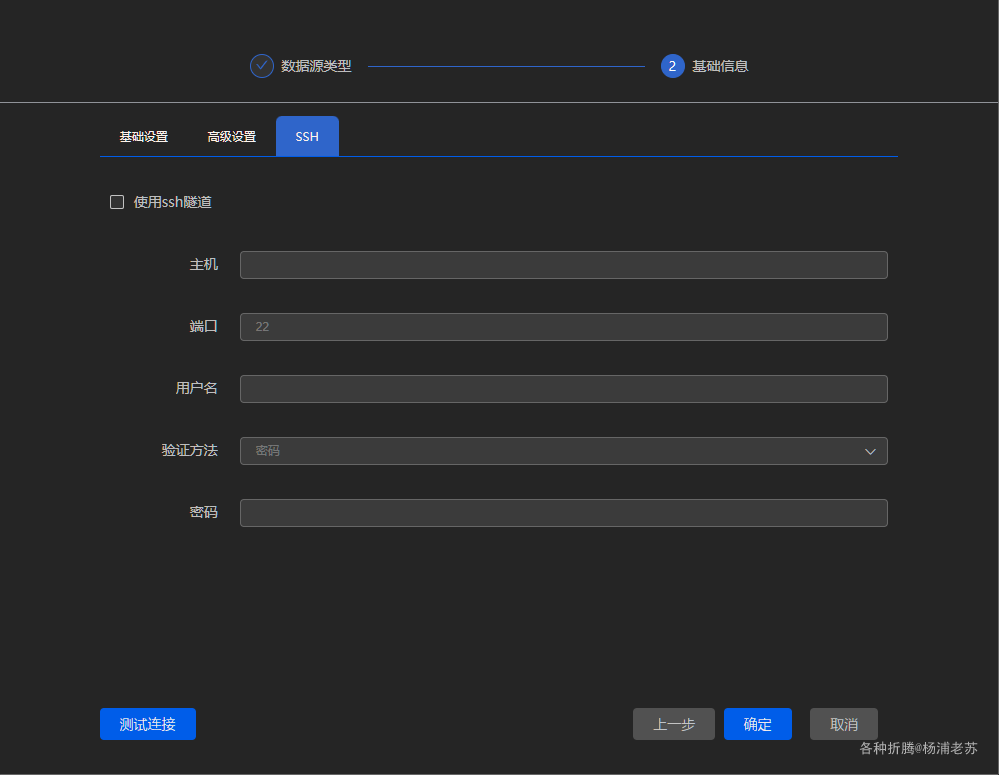 数据源类型
2 基础信息
基础设置 高级设置 SSH
使用ssh隧道
主机
端口 22
用户名
验证方法 密码
密码
测试连接 上一步 确定 取消
各种折腾@杨浦老苏